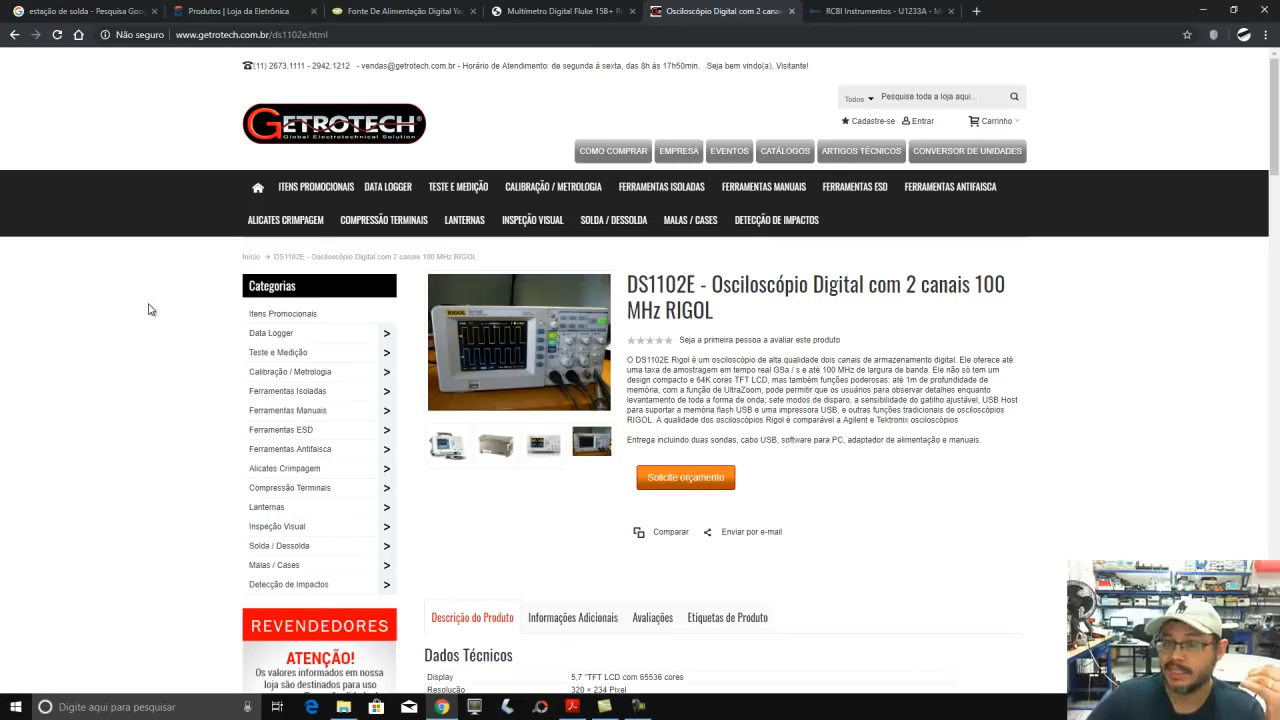 estação de solda - Google Pe
Produtos | Loja da Eletrônica
Alimentação de Teste Yaxun -
Multímetro Digital Fluke 15B+ P
Osciloscópio Digital com 2 canais
RCBI Instrumentos - U1233A - M
Não seguro | www.getrotech.com.br/ds1102e.html
(11) 2673.1111 - 2942.1212 - vendas@getrotech.com.br - Horário de Atendimento: de segunda á sexta, das 8h ás 17h50min. Seja bem vindo(a), Visitante!
Todos Pesquise toda a loja aqui...
Cadastre-se Entrar Carrinho
GETROTECH®
Global Electrotechnical Solution
COMO COMPRAR EMPRESA EVENTOS CATÁLOGOS ARTIGOS TÉCNICOS CONVERSOR DE UNIDADES
ITENS PROMOCIONAIS DATA LOGGER TESTE E MEDIÇÃO CALIBRAÇÃO / METROLOGIA FERRAMENTAS ISOLADAS FERRAMENTAS MANUAIS FERRAMENTAS ESD FERRAMENTAS ANTIFAISCA
ALICATES CRIMPAGEM COMPRESSÃO TERMINAIS LANTERNAS INSPEÇÃO VISUAL SOLDA / DESSOLDA MALAS / CASES DETECÇÃO DE IMPACTOS
Início → DS1102E - Osciloscópio Digital com 2 canais 100 MHz RIGOL
Categorias
Itens Promocionais
Data Logger >
Teste e Medição >
Calibração / Metrologia >
Ferramentas Isoladas >
Ferramentas Manuais >
Ferramentas ESD >
Ferramentas Antifaisca >
Alicates Crimpagem >
Compressão Terminais >
Lanternas >
Inspeção Visual >
Solda / Dessolda >
Malas / Cases >
Detecção de Impactos >
REVENDEDORES
ATENÇÃO!
Os valores informados em nossa
loja são destinados para uso
RIGOL
DS1102E - Osciloscópio Digital com 2 canais 100
MHz RIGOL
Seja a primeira pessoa a avaliar este produto
O DS1102E Rigol é um osciloscópio de alta qualidade dois canais de armazenamento digital. Ele oferece até
uma taxa de amostragem em tempo real GSa / s e até 100 MHz de largura de banda. Ele não só tem um
design compacto e 64K cores TFT LCD, mas também funções poderosas: até 1m de profundidade de
memória, com a função de UltraZoom, pode permitir que os usuários para observar detalhes enquanto
levantamento de toda a forma de onda; sete modos de disparo, a sensibilidade do gatilho ajustável, USB Host
para suportar a memória flash USB e uma impressora USB, e outras funções tradicionais de osciloscópios
RIGOL. A qualidade dos osciloscópios Rigol é comparável a Agilent e Tektronix osciloscópios
Entrega incluindo duas sondas, cabo USB, software para PC, adaptador de alimentação e manuais.
Solicite orçamento
Comparar Enviar por e-mail
Descrição do Produto Informações Adicionais Avaliações Etiquetas de Produto
Dados Técnicos
Display 5,7 "TFT LCD com 65536 cores
Resolução 320 × 234 Pixel
Digite aqui para pesquisar